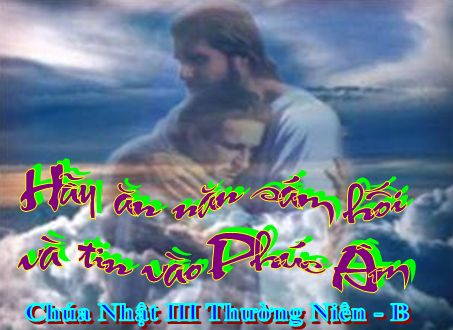 Hãy ăn năn sám hối
và tin vào Phúc Âm
Chúa Nhật III Thường Niên - B